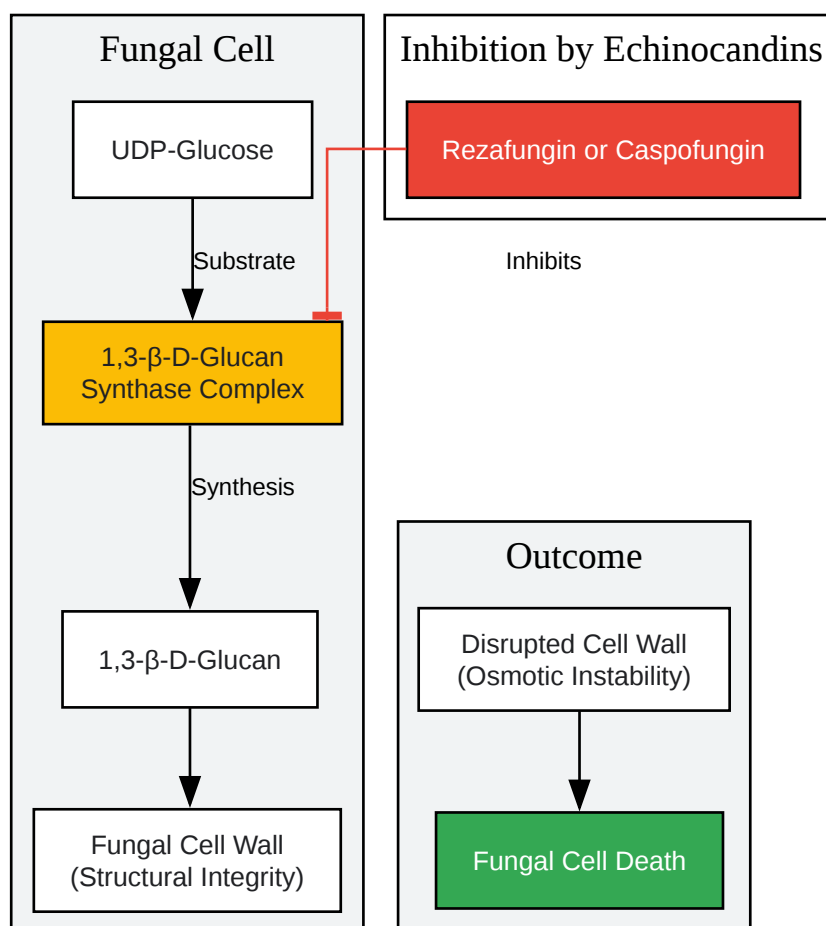 Fungal Cell
UDP-Glucose
Substrate
1,3-β-D-Glucan
Synthase Complex
Synthesis
1,3-β-D-Glucan
Fungal Cell Wall
(Structural Integrity)
Inhibition by Echinocandins
Rezafungin or Caspofungin
Inhibits
Outcome
Disrupted Cell Wall
(Osmotic Instability)
Fungal Cell Death